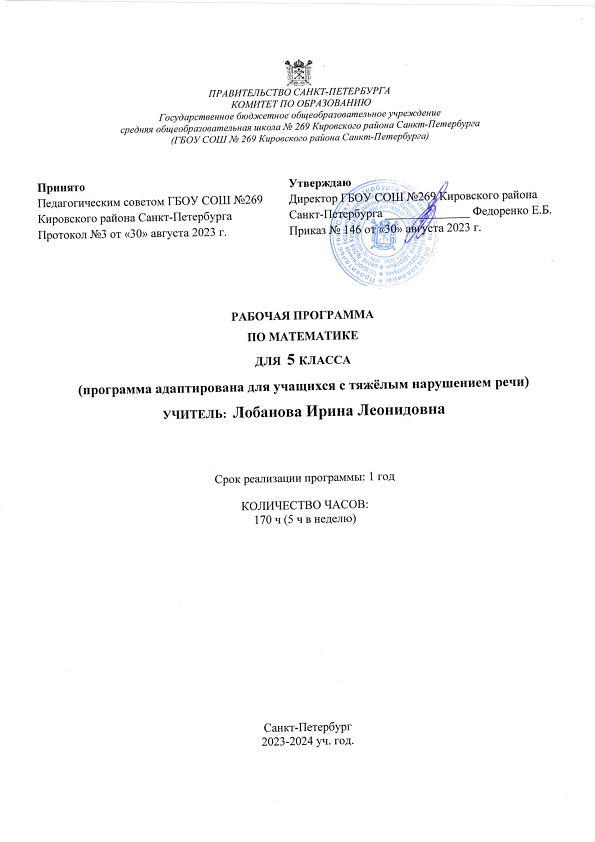 ПРАВИТЕЛЬСТВО САНКТ-ПЕТЕРБУРГА
КОМИТЕТ ПО ОБРАЗОВАНИЮ
Государственное бюджетное общеобразовательное учреждение
средняя общеобразовательная школа № 269 Кировского района Санкт-Петербурга
(ГБОУ СОШ № 269 Кировского района Санкт-Петербурга)
Принято
Педагогическим советом ГБОУ СОШ №269
Кировского района Санкт-Петербурга
Протокол №3 от «30» августа 2023 г.
Утверждаю
Директор ГБОУ СОШ №269 Кировского района
Санкт-Петербурга _______________ Федоренко Е.Б.
Приказ № 146 от «30» августа 2023 г.
РАБОЧАЯ ПРОГРАММА
ПО МАТЕМАТИКЕ
ДЛЯ 5 КЛАССА
(программа адаптирована для учащихся с тяжёлым нарушением речи)
УЧИТЕЛЬ: Лобанова Ирина Леонидовна
Срок реализации программы: 1 год
КОЛИЧЕСТВО ЧАСОВ:
170 ч (5 ч в неделю)
Санкт-Петербург
2023-2024 уч. год.